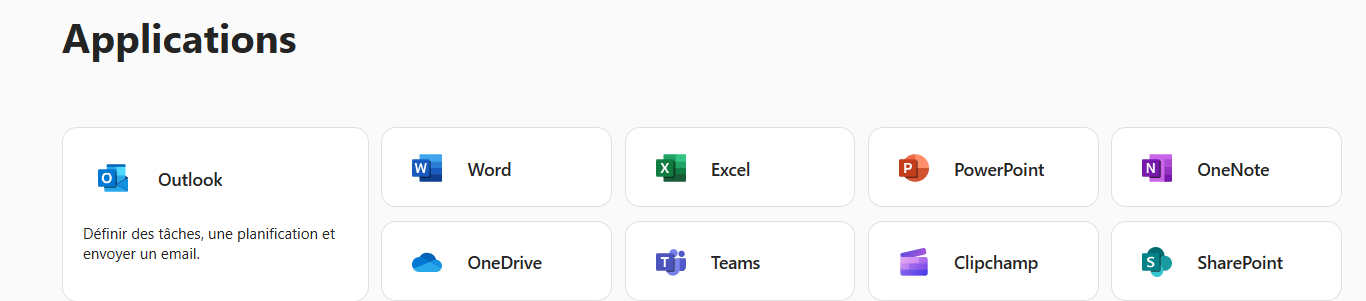 Applications
Outlook
Définir des tâches, une planification et
envoyer un email.
Word
Excel
PowerPoint
OneNote
OneDrive
Teams
Clipchamp
SharePoint